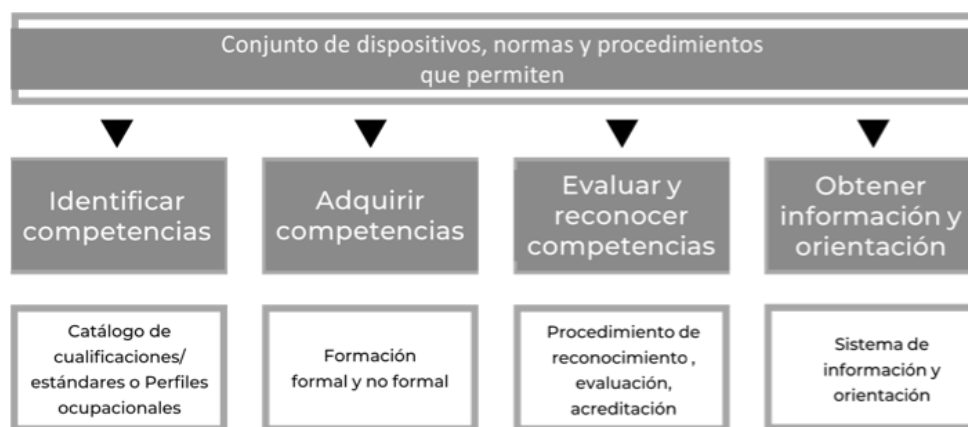 Conjunto de dispositivos, normas y procedimientos
que permiten
Identificar
competencias
Adquirir
competencias
Evaluar y
reconocer
competencias
Obtener
información y
orientación
Catálogo de
cualificaciones/
estándares o Perfiles
ocupacionales
Formación
formal y no formal
Procedimiento de
reconocimiento ,
evaluación,
acreditación
Sistema de
información y
orientación